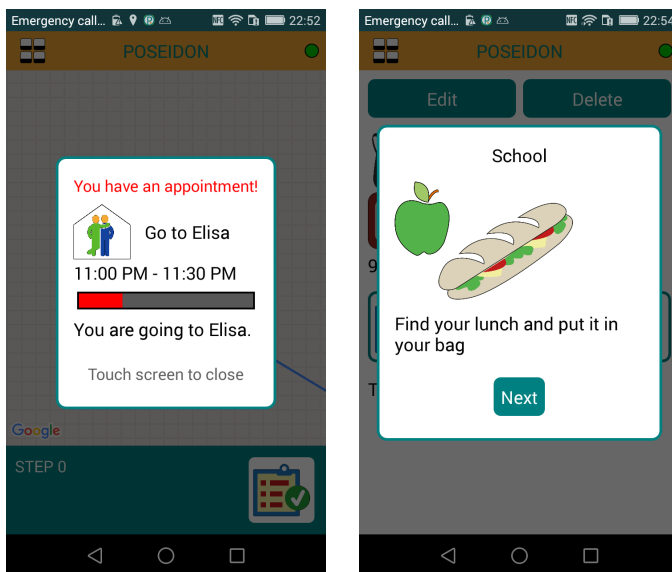 Emergency call... 22:52
POSEIDON
You have an appointment!
Go to Elisa
11:00 PM - 11:30 PM
You are going to Elisa.
Touch screen to close
Google
STEP 0
Emergency call... 22:54
POSEIDON
Edit Delete
School
9
Find your lunch and put it in
your bag
T
Next